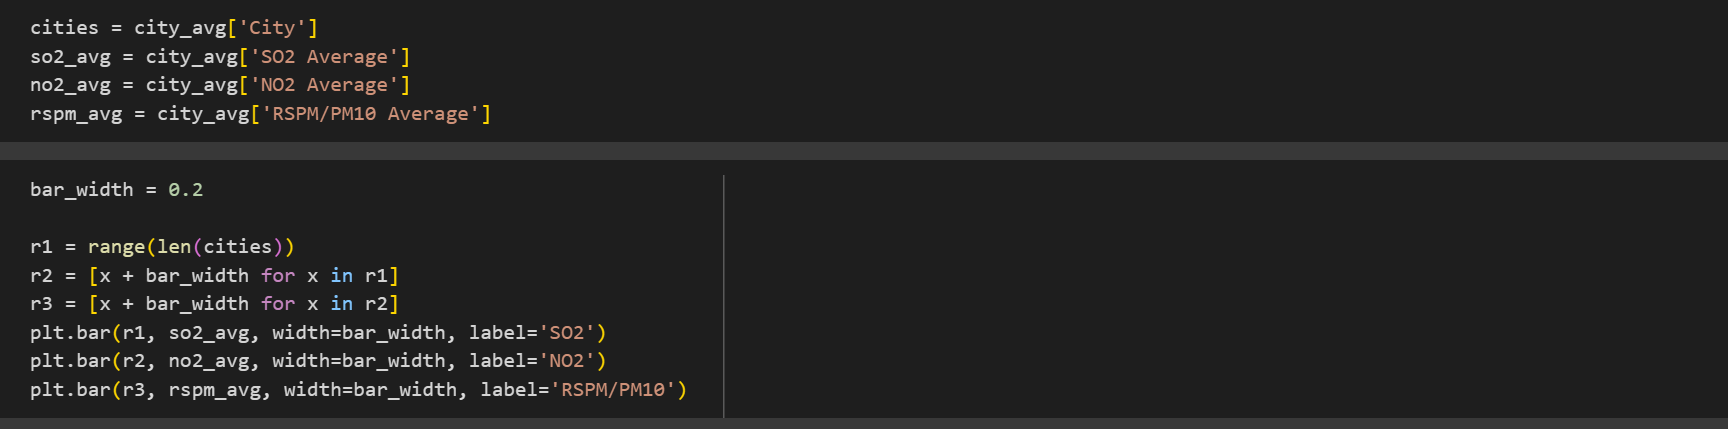 cities = city_avg['City']
so2_avg = city_avg['SO2 Average']
no2_avg = city_avg['NO2 Average']
rspm_avg = city_avg['RSPM/PM10 Average']
bar_width = 0.2
r1 = range(len(cities))
r2 = [x + bar_width for x in r1]
r3 = [x + bar_width for x in r2]
plt.bar(r1, so2_avg, width=bar_width, label='SO2')
plt.bar(r2, no2_avg, width=bar_width, label='NO2')
plt.bar(r3, rspm_avg, width=bar_width, label='RSPM/PM10')